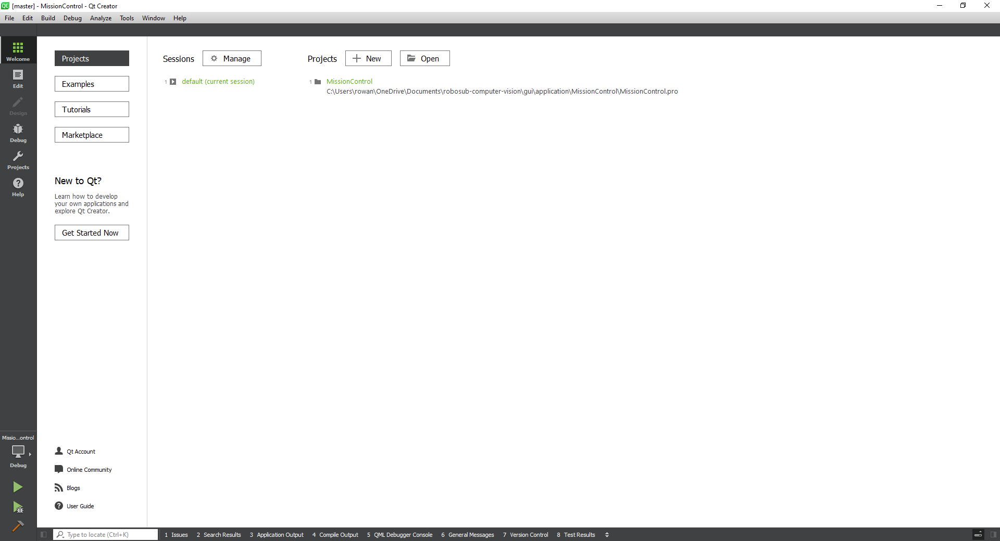 QC [master] - MissionControl - Qt Creator
File Edit Build Debug Analyze Tools Window Help
Welcome
Edit
Design
Debug
Projects
Help
Projects
Examples
Tutorials
Marketplace
New to Qt?
Learn how to develop
your own applications and
explore Qt Creator.
Get Started Now
Sessions Manage
1 default (current session)
Projects New Open
1 MissionControl
C:\Users\rowan\OneDrive\Documents\robosub-computer-vision\gui\application\MissionControl\MissionControl.pro
Missio...ontrol
Debug
Qt Account
Online Community
Blogs
User Guide
Type to locate (Ctrl+K) 1 Issues 2 Search Results 3 Application Output 4 Compile Output 5 QML Debugger Console 6 General Messages 7 Version Control 8 Test Results